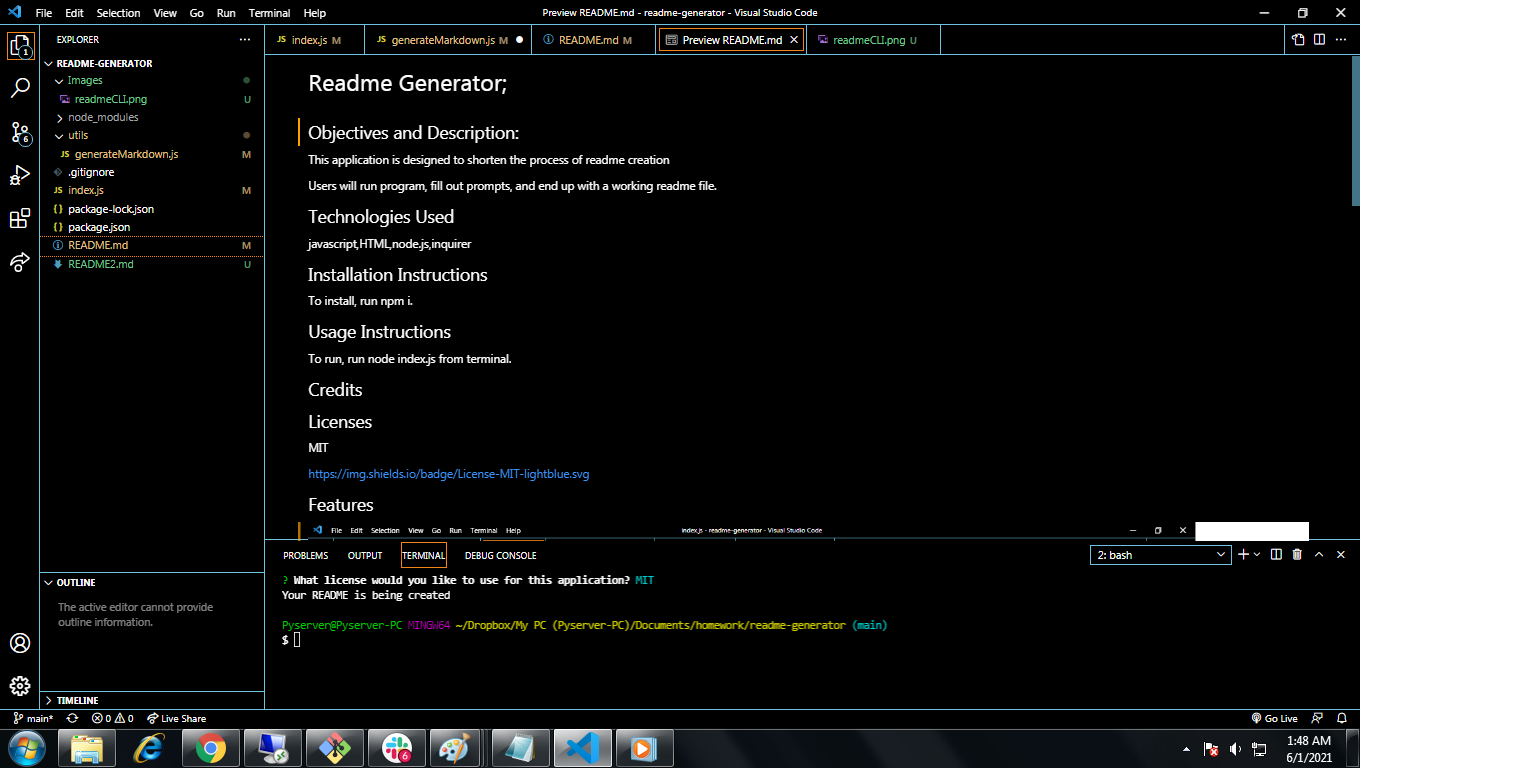 File Edit Selection View Go Run Terminal Help
Preview README.md - readme-generator - Visual Studio Code
EXPLORER
README-GENERATOR
Images
readmeCLI.png U
node_modules
utils
JS generateMarkdown.js M
.gitignore
JS index.js M
{} package-lock.json
{} package.json
README.md M
README2.md U
1
6
OUTLINE
The active editor cannot provide
outline information.
TIMELINE
JS index.js M
JS generateMarkdown.js M
README.md M
Preview README.md
readmeCLI.png U
Readme Generator;
Objectives and Description:
This application is designed to shorten the process of readme creation
Users will run program, fill out prompts, and end up with a working readme file.
Technologies Used
javascript,HTML,node.js,inquirer
Installation Instructions
To install, run npm i.
Usage Instructions
To run, run node index.js from terminal.
Credits
Licenses
MIT
https://img.shields.io/badge/License-MIT-lightblue.svg
Features
File Edit Selection View Go Run Terminal Help
index.js - readme-generator - Visual Studio Code
PROBLEMS OUTPUT TERMINAL DEBUG CONSOLE
2: bash
? What license would you like to use for this application? MIT
Your README is being created
Pyserver@Pyserver-PC MINGW64 ~/Dropbox/My PC (Pyserver-PC)/Documents/homework/readme-generator (main)
$
main* 0 0 Live Share
Go Live
6
1:48 AM
6/1/2021